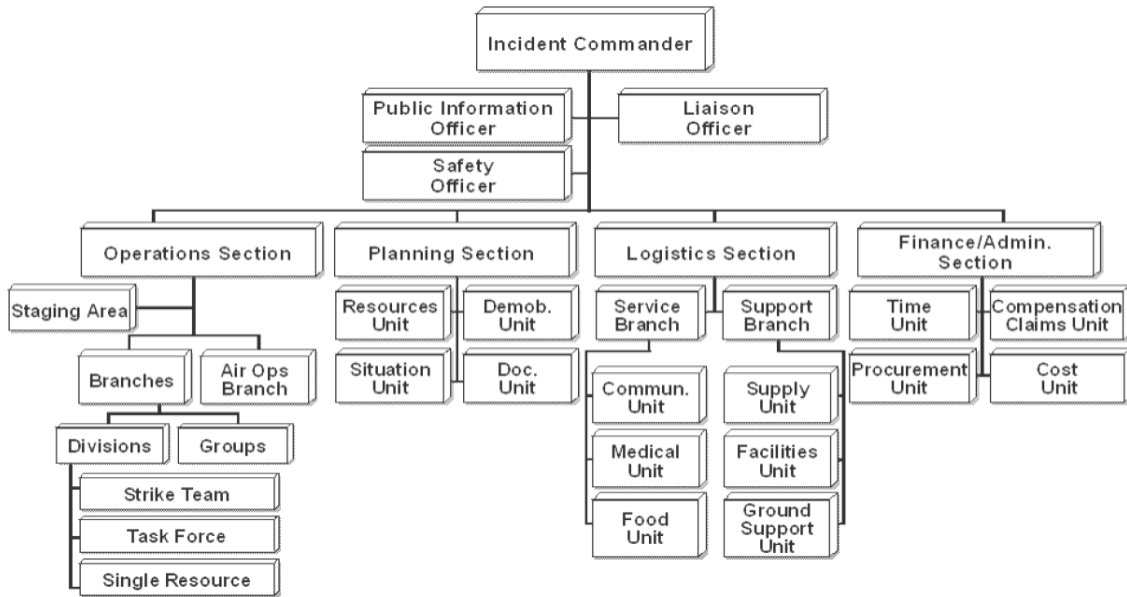 Incident Commander
Public Information
Officer
Liaison
Officer
Safety
Officer
Operations Section
Planning Section
Logistics Section
Finance/Admin.
Section
Staging Area
Branches
Air Ops
Branch
Divisions
Groups
Strike Team
Task Force
Single Resource
Resources
Unit
Demob.
Unit
Situation
Unit
Doc.
Unit
Service
Branch
Support
Branch
Commun.
Unit
Supply
Unit
Medical
Unit
Facilities
Unit
Food
Unit
Ground
Support
Unit
Time
Unit
Compensation
Claims Unit
Procurement
Unit
Cost
Unit